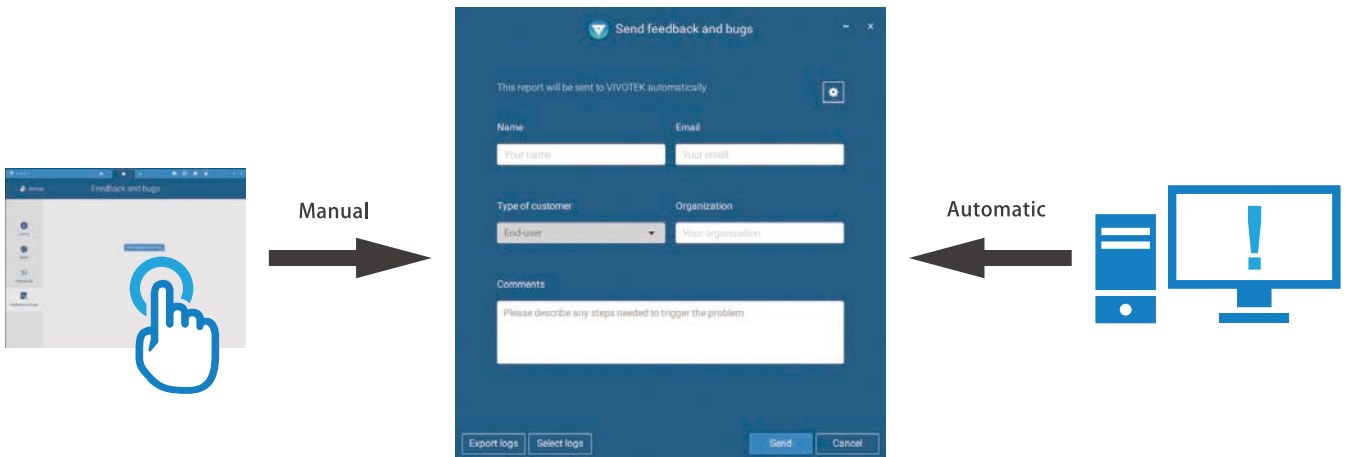 Send feedback and bugs
This report will be sent to VIVOTEK automatically
Name
Email
Your name
Your email
Feedback and bugs
Manual
Type of customer
Organization
End-user
Your organization
Automatic
Comments
Please describe any steps needed to trigger the problem
Export logs
Select logs
Send
Cancel